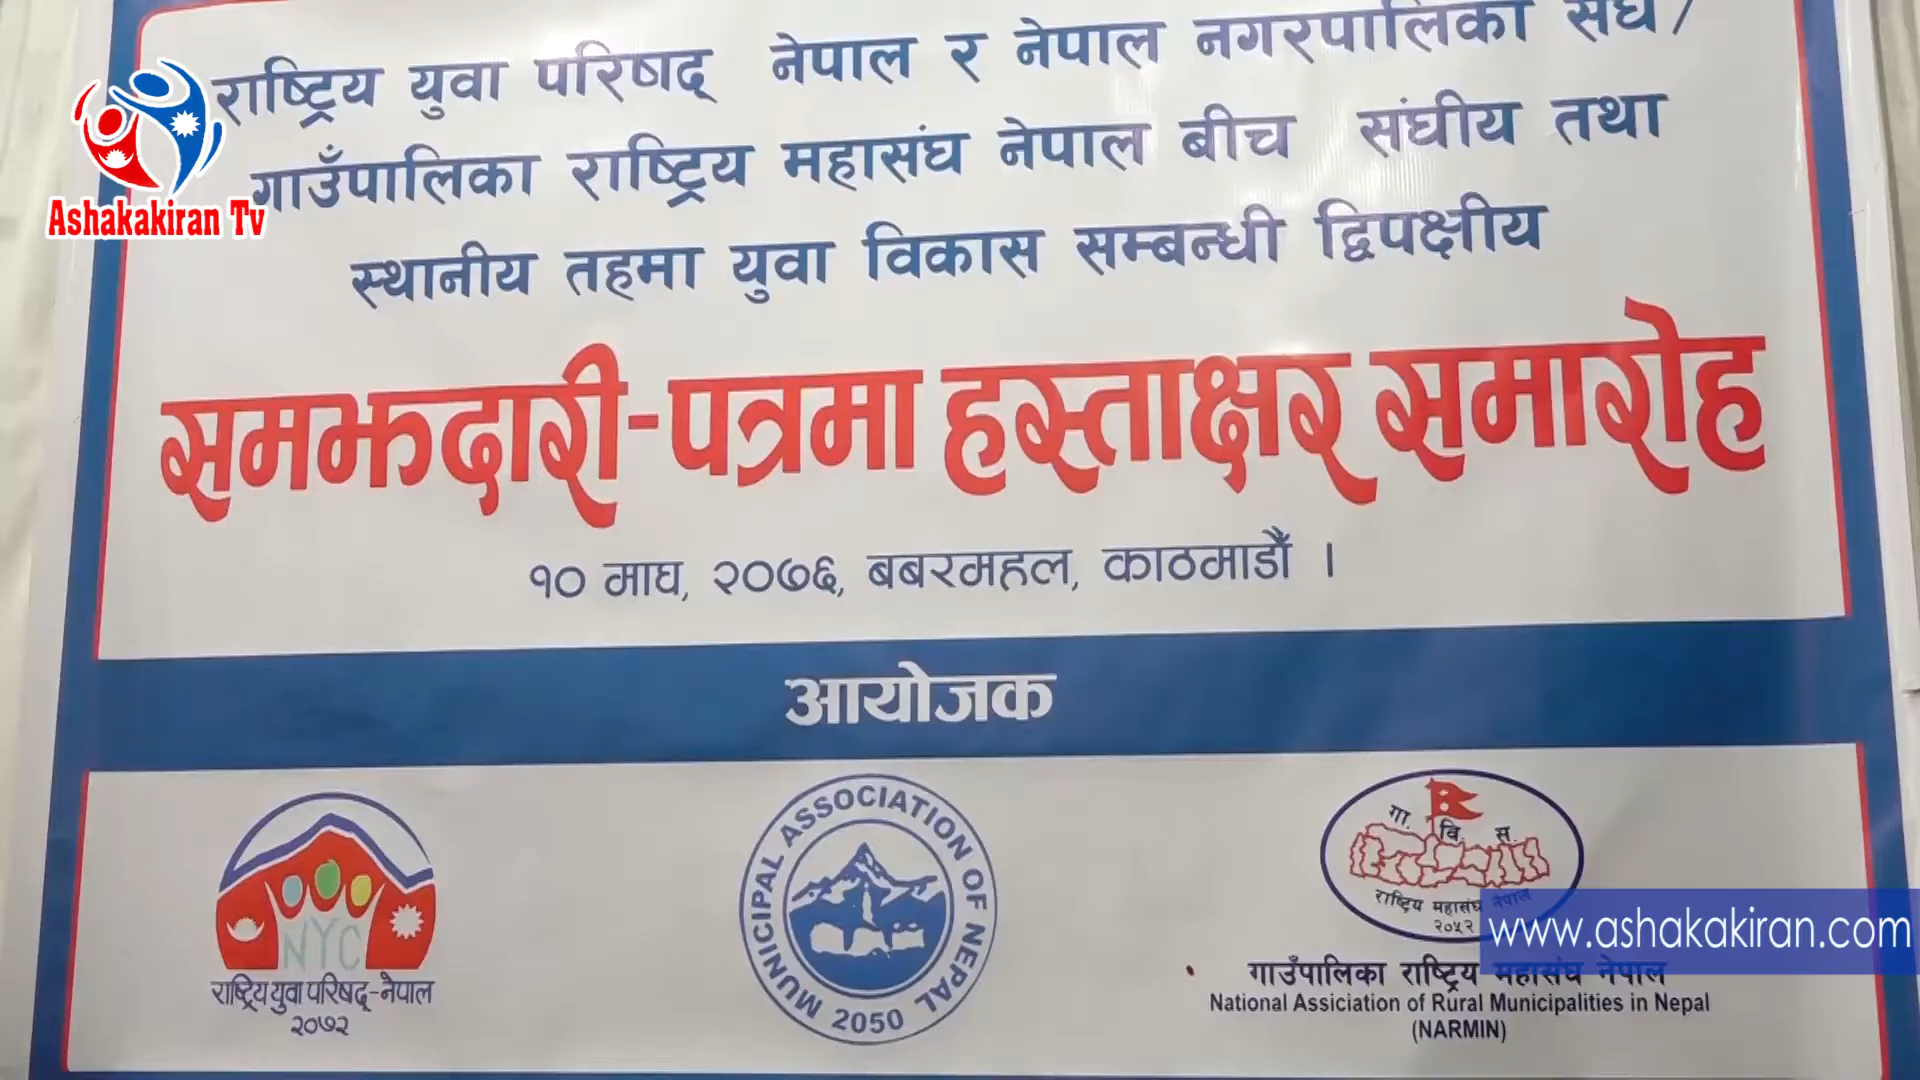 राष्ट्रिय युवा परिषद् नेपाल र नेपाल नगरपालिका संघ/
गाउँपालिका राष्ट्रिय महासंघ नेपाल बीच संघीय तथा
स्थानीय तहमा युवा विकास सम्बन्धी द्विपक्षीय
समझदारी-पत्रमा हस्ताक्षर समारोह
१० माघ, २०७६, बबरमहल, काठमाडौं ।
आयोजक
NYC
राष्ट्रिय युवा परिषद्-नेपाल
२०७२
MUNICIPAL ASSOCIATION OF NEPAL
2050
गा. वि. स.
राष्ट्रिय महासंघ नेपाल
२०५२
गाउँपालिका राष्ट्रिय महासंघ नेपाल
National Assiciation of Rural Municipalities in Nepal
(NARMIN)
Ashakakiran Tv
www.ashakakiran.com